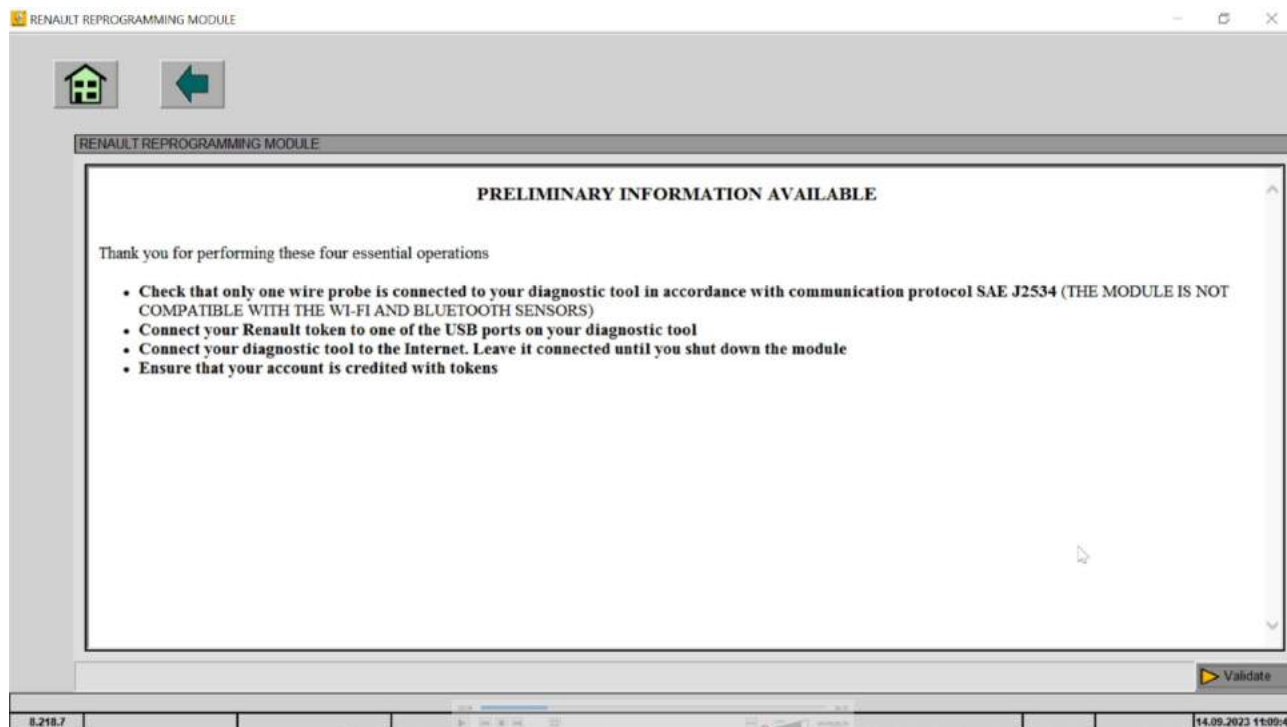 RENAULT REPROGRAMMING MODULE
RENAULT REPROGRAMMING MODULE
PRELIMINARY INFORMATION AVAILABLE
Thank you for performing these four essential operations
• Check that only one wire probe is connected to your diagnostic tool in accordance with communication protocol SAE J2534 (THE MODULE IS NOT
COMPATIBLE WITH THE WI-FI AND BLUETOOTH SENSORS)
• Connect your Renault token to one of the USB ports on your diagnostic tool
• Connect your diagnostic tool to the Internet. Leave it connected until you shut down the module
• Ensure that your account is credited with tokens
Validate
8.218.7
14.09.2023 11:09: